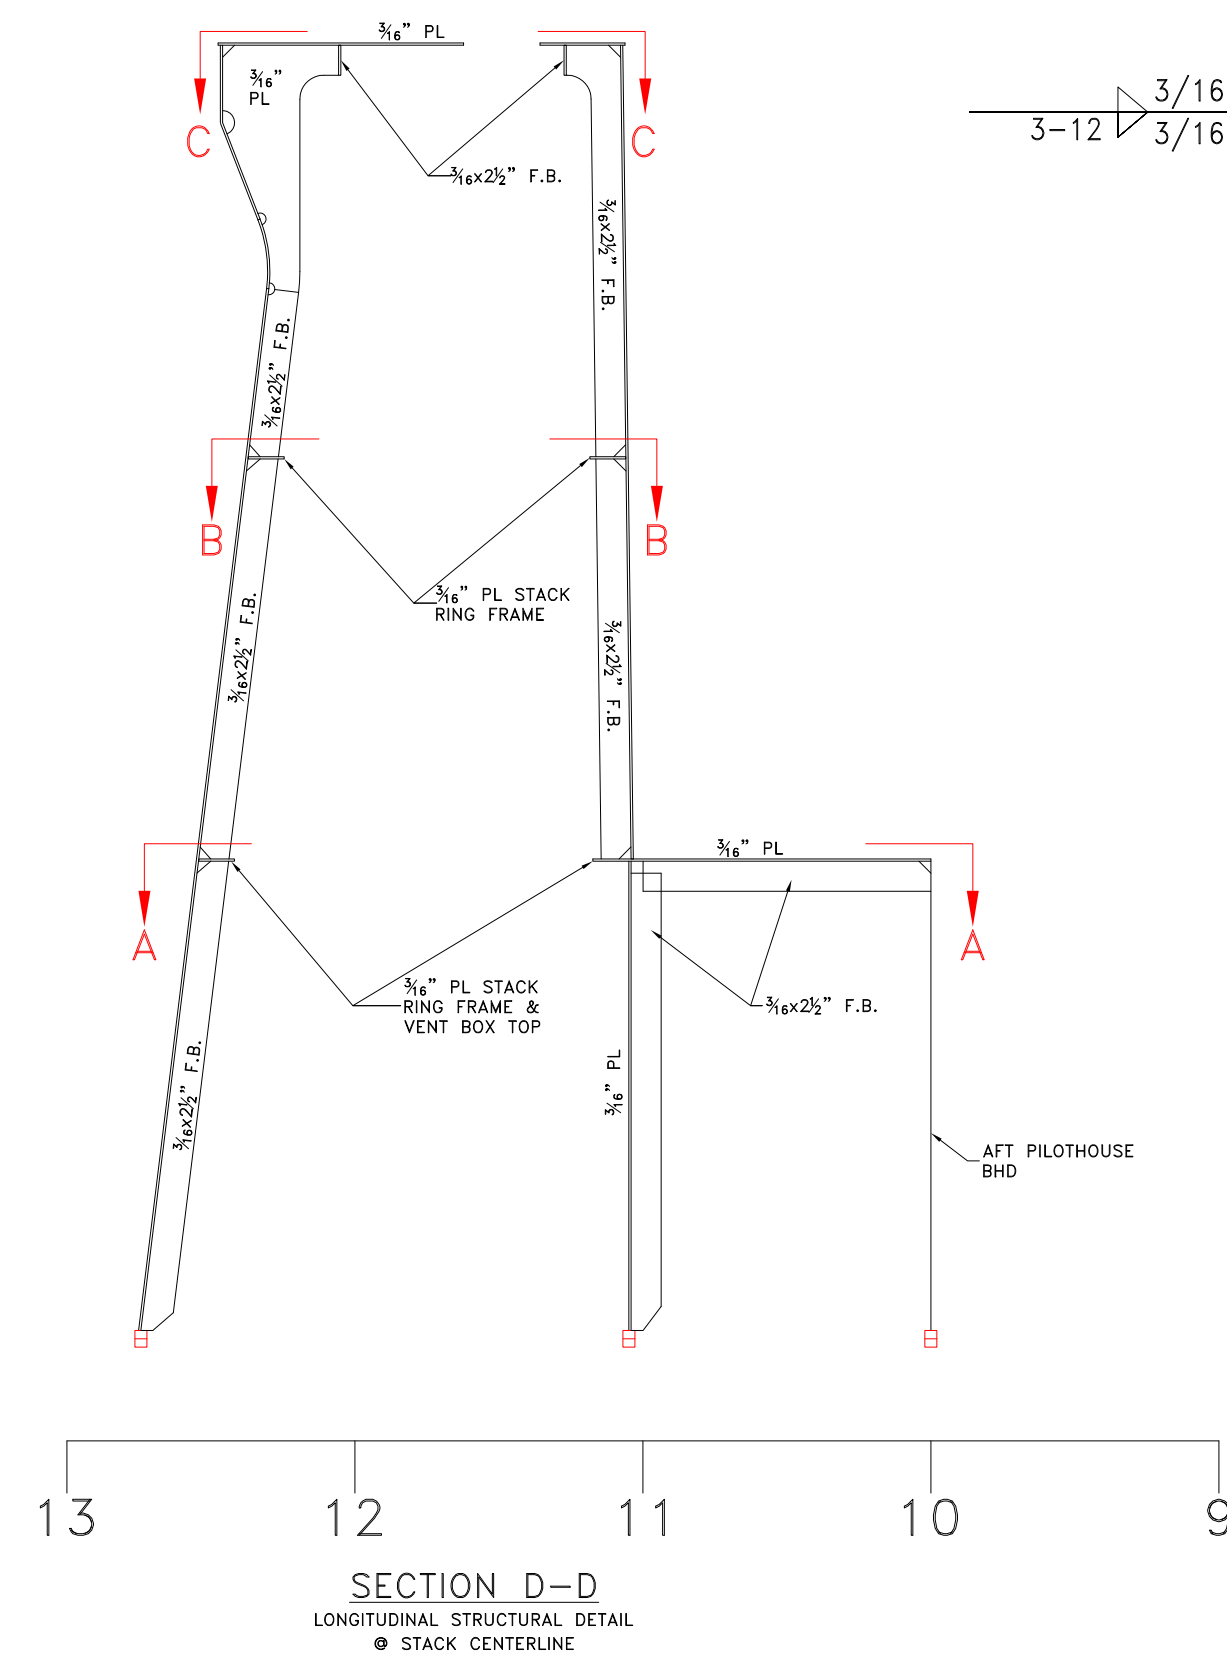 3/16" PL
3/16"
PL
C
C
3/16
3-12
3/16
3/16x2½" F.B.
3/16x2½" F.B.
3/16x2½" F.B.
B
B
3/16" PL STACK
RING FRAME
3/16x2½" F.B.
3/16x2½" F.B.
3/16" PL
A
A
3/16" PL STACK
RING FRAME &
VENT BOX TOP
3/16x2½" F.B.
3/16x2½" F.B.
3/16" PL
AFT PILOTHOUSE
BHD
13
12
11
10
9
SECTION D-D
LONGITUDINAL STRUCTURAL DETAIL
@ STACK CENTERLINE